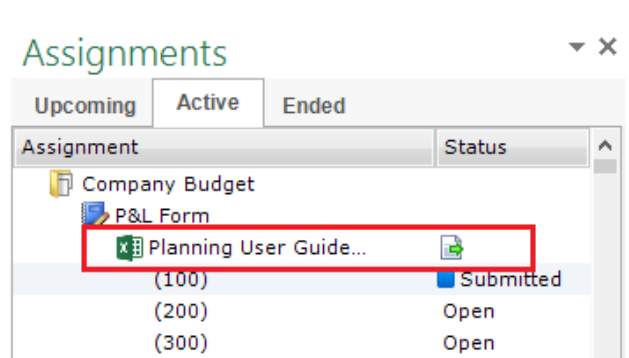 Assignments
Upcoming Active Ended
Assignment Status
Company Budget
P&L Form
Planning User Guide...
(100) Submitted
(200) Open
(300) Open